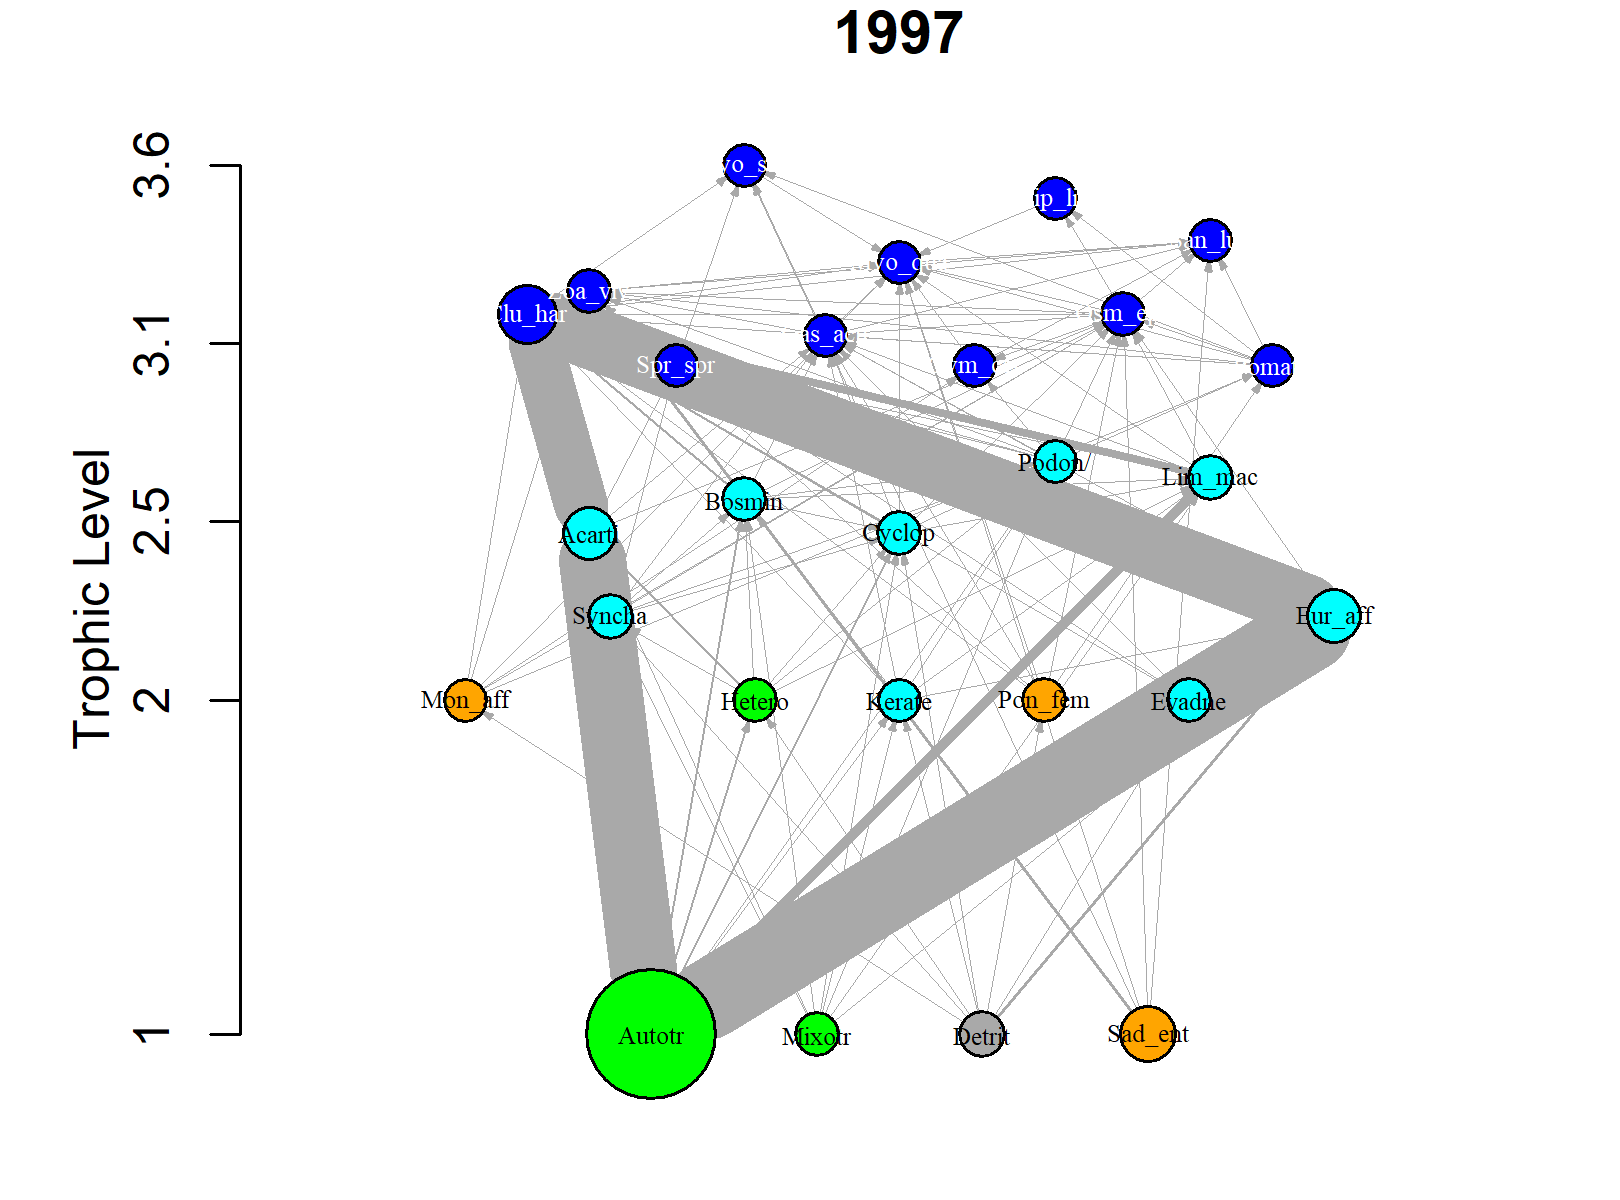 1997
Trophic Level
3.6
3.1
2.5
2
1
Clu_har
Spr_spr
Podon
Lim_mac
Bosmin
Acarti
Cyclop
Syncha
Eur_aff
Mon_aff
Hetero
Kerate
Pon_fem
Evadne
Autotr
Mixotr
Detrit
Sad_ent